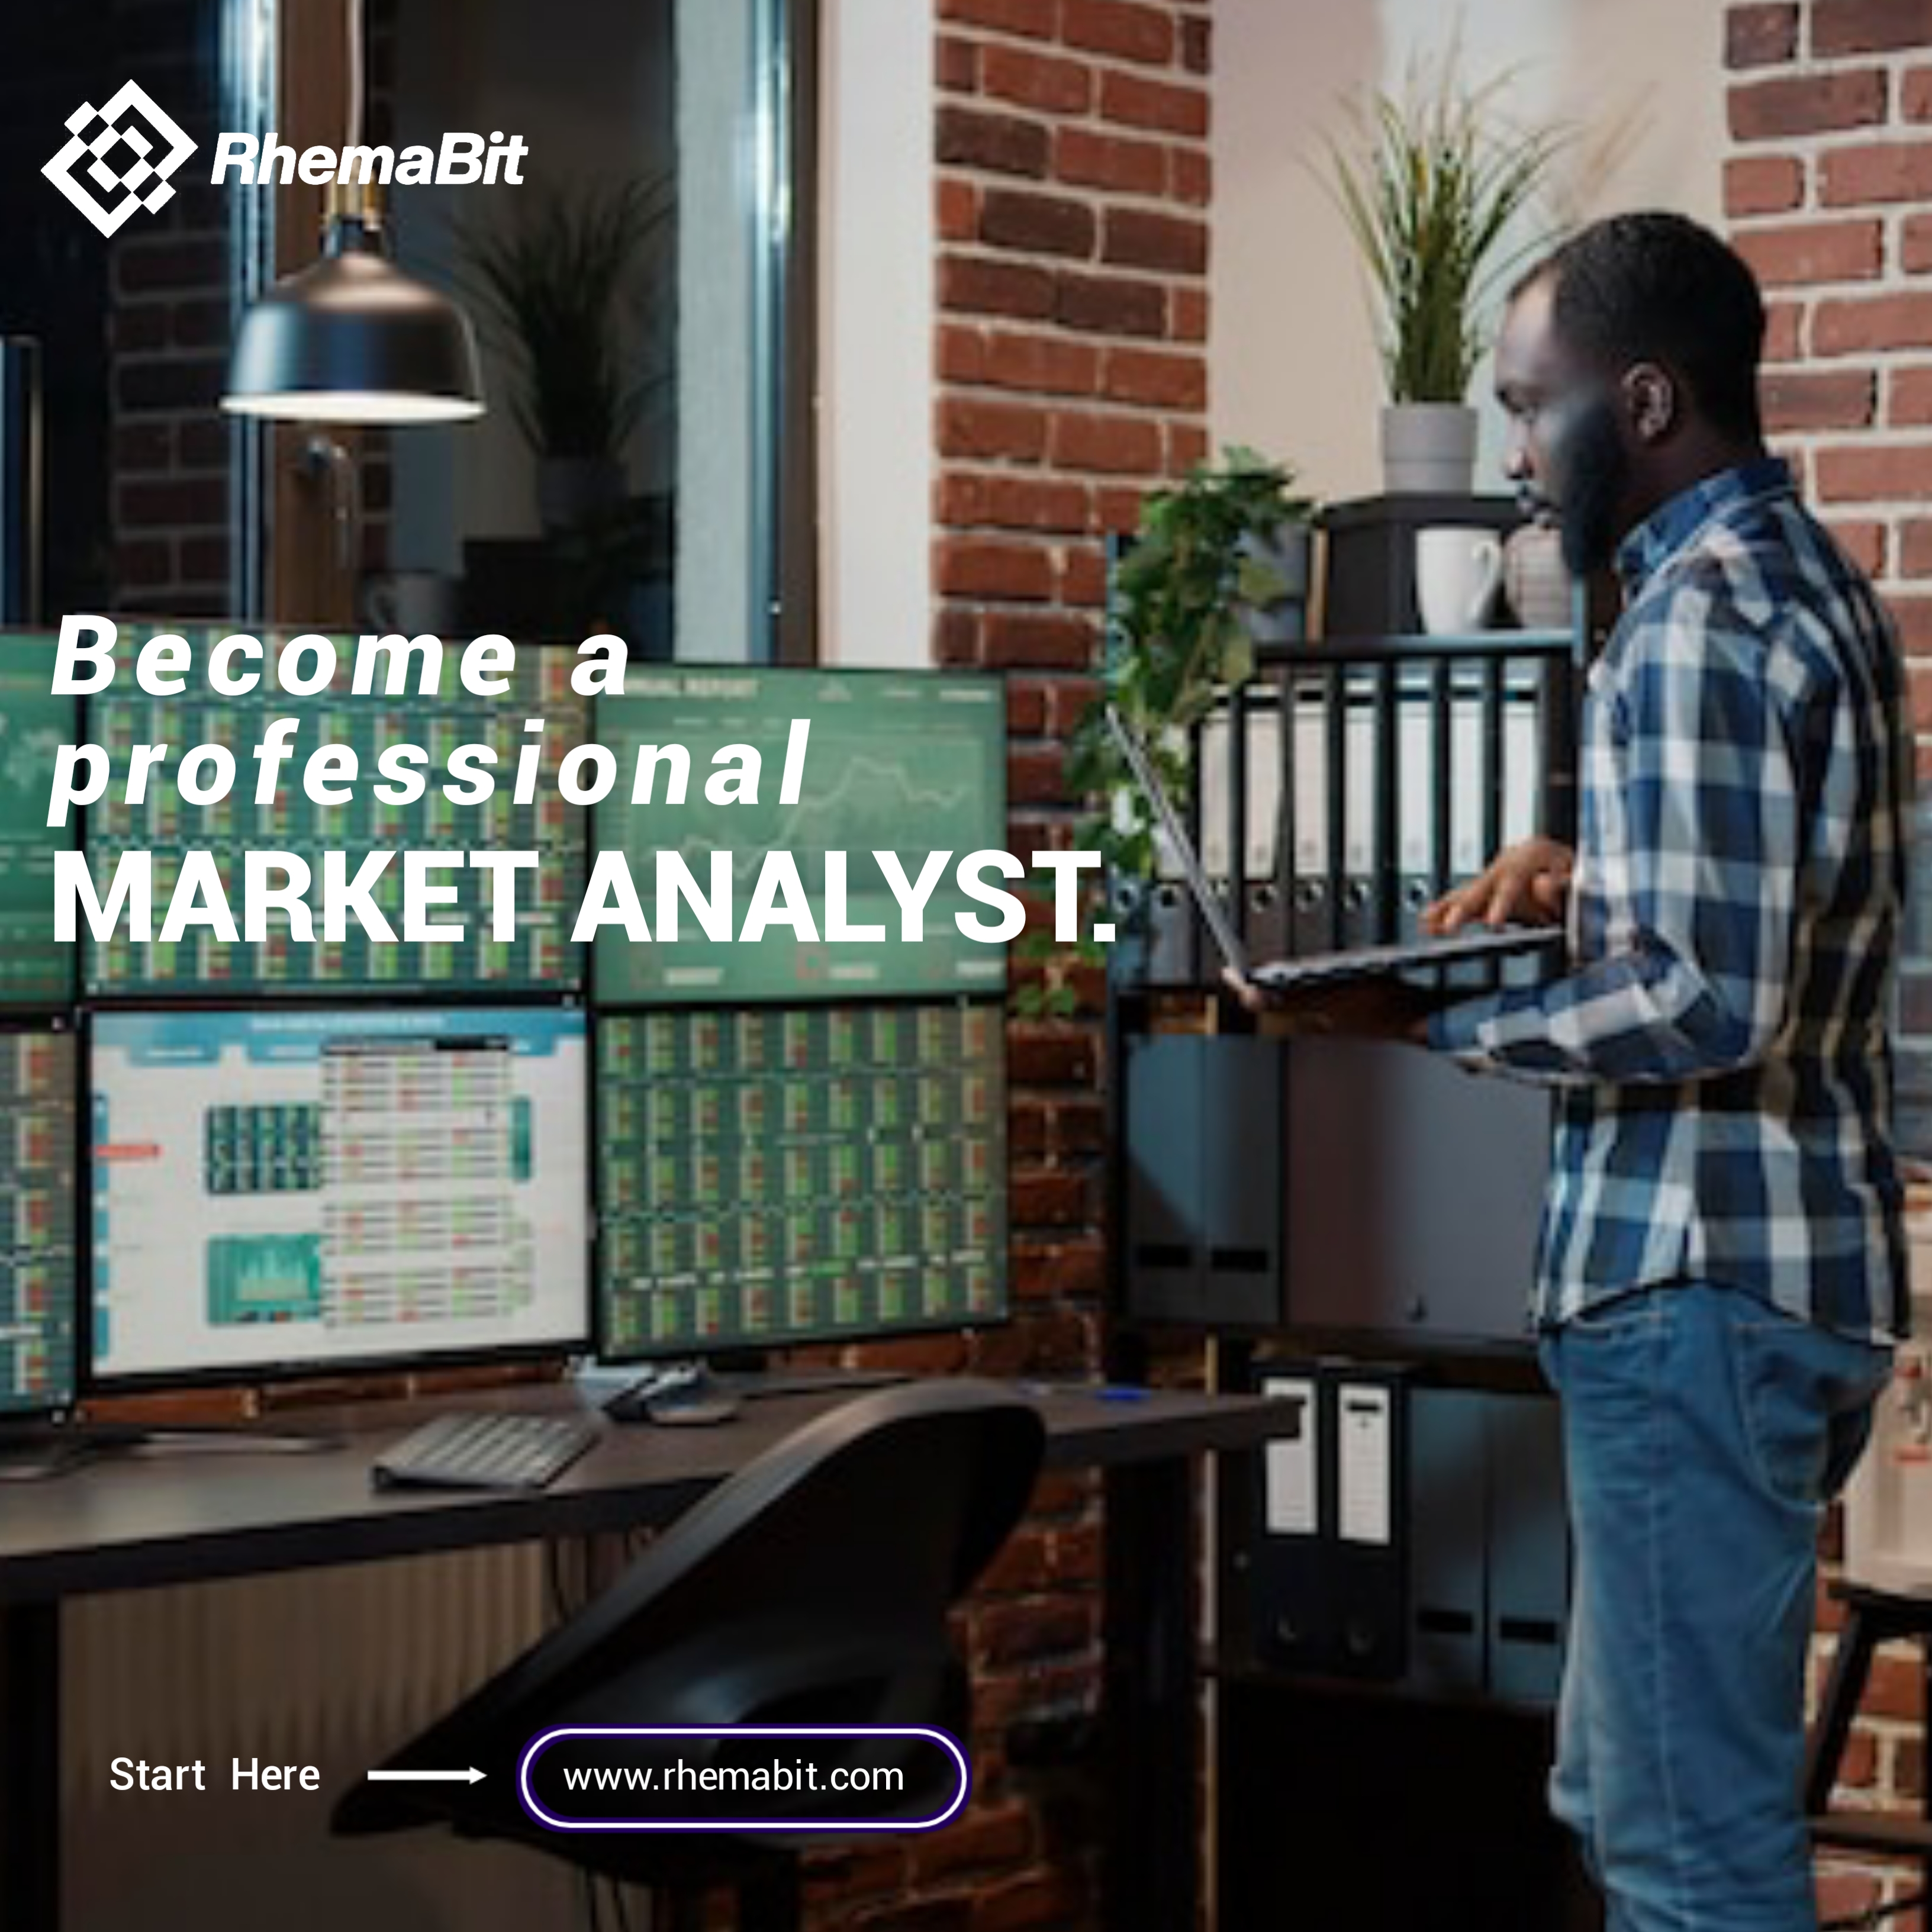 RhemaBit
Become a
professional
MARKET ANALYST.
Start Here
www.rhemabit.com